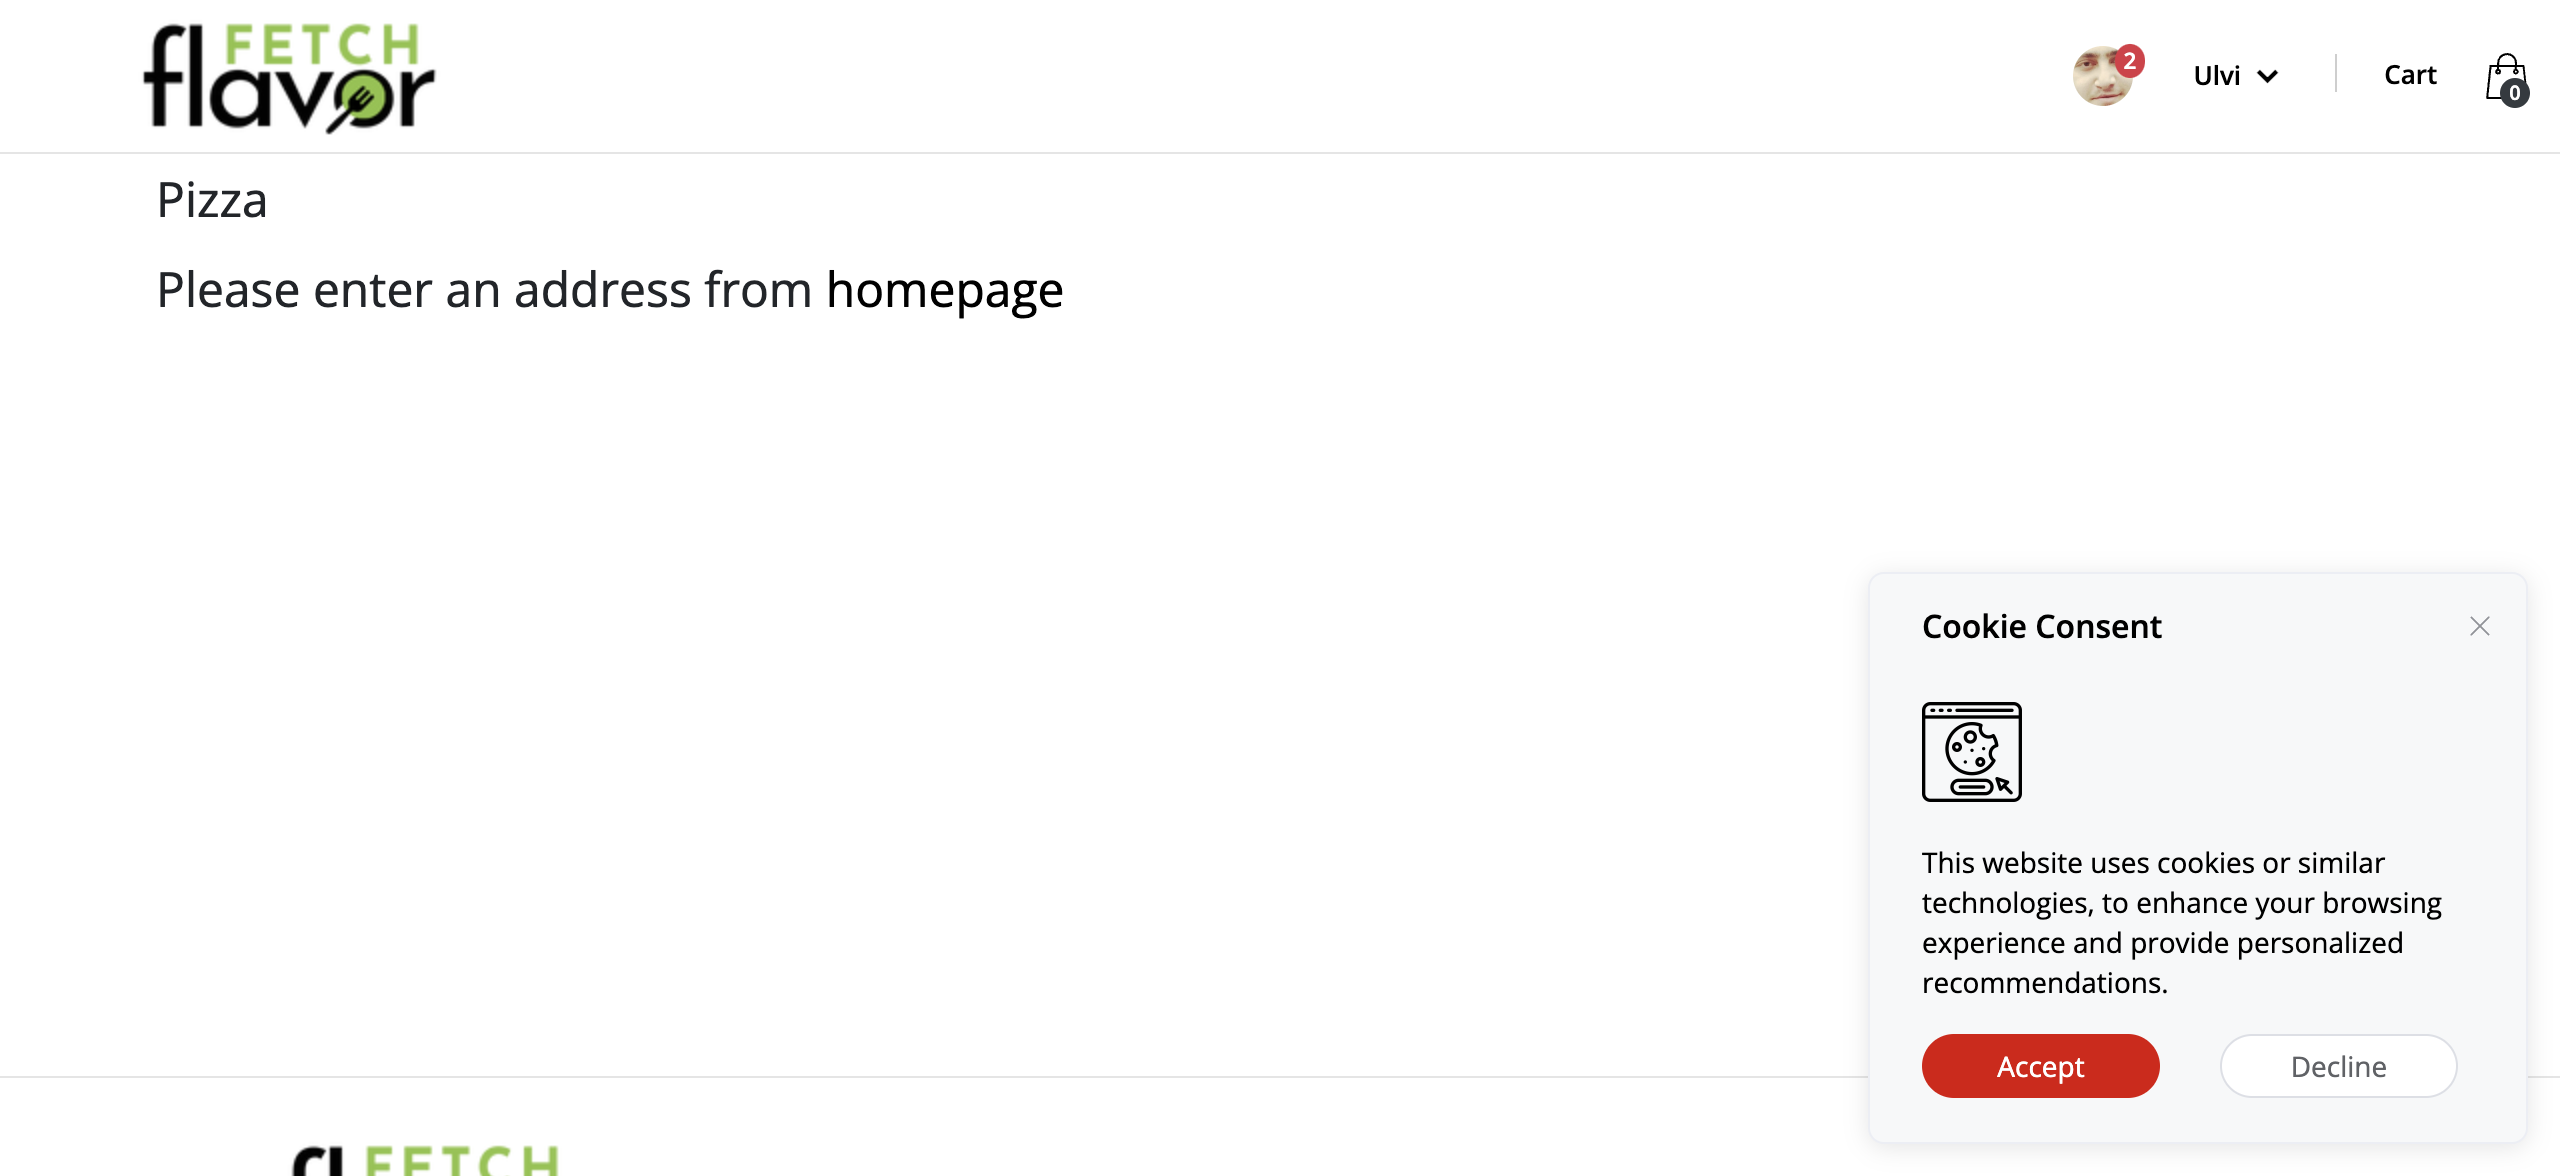 FETCH
flavor
2
Ulvi
Cart
0
Pizza
Please enter an address from homepage
Cookie Consent
This website uses cookies or similar
technologies, to enhance your browsing
experience and provide personalized
recommendations.
Accept
Decline
FETCH